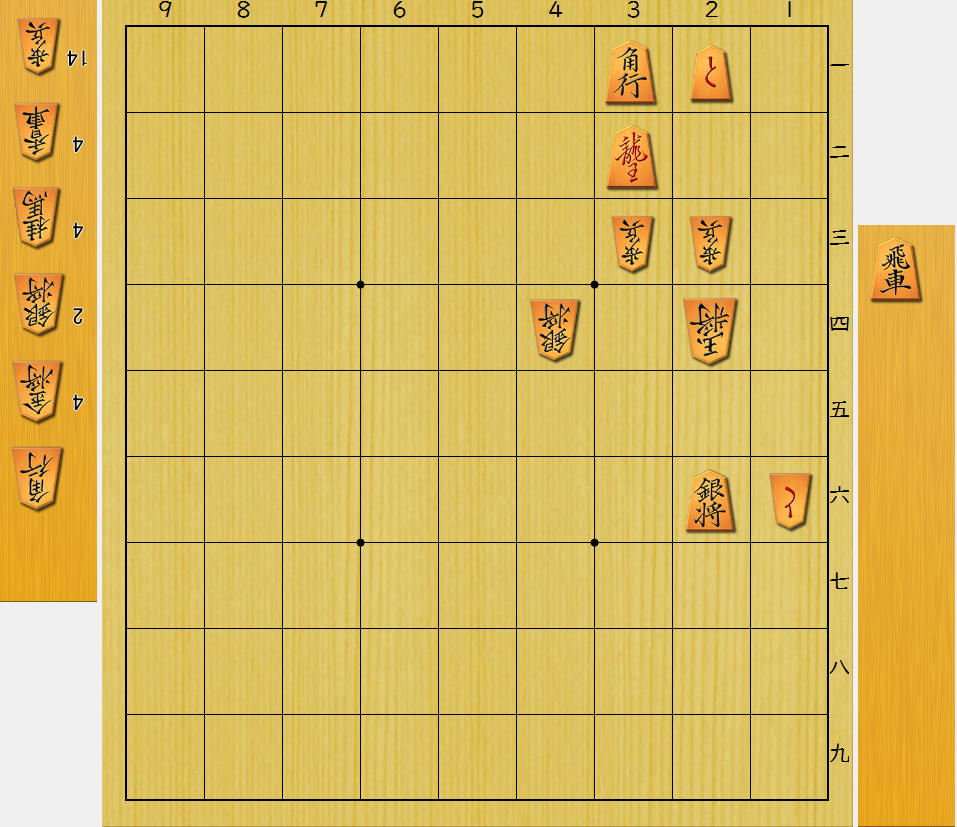 9 8 7 6 5 4 3 2 1
角行 と 一
龍王 二
歩兵 歩兵 三
銀将 玉将 四
五
銀将 と 六
七
八
九
歩兵 14
香車 4
桂馬 4
銀将 2
金将 4
角行
飛車